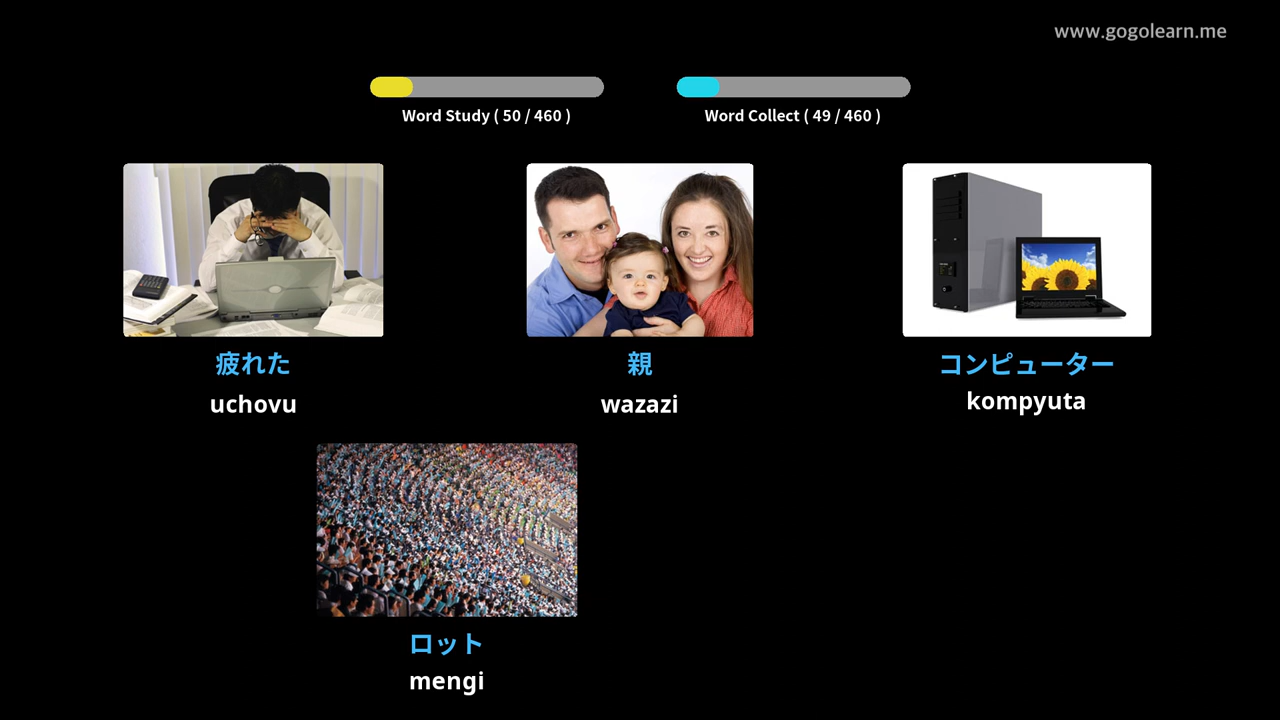 www.gogolearn.me
Word Study ( 50 / 460 )
Word Collect ( 49 / 460 )
疲れた
uchovu
親
wazazi
コンピューター
kompyuta
ロット
mengi